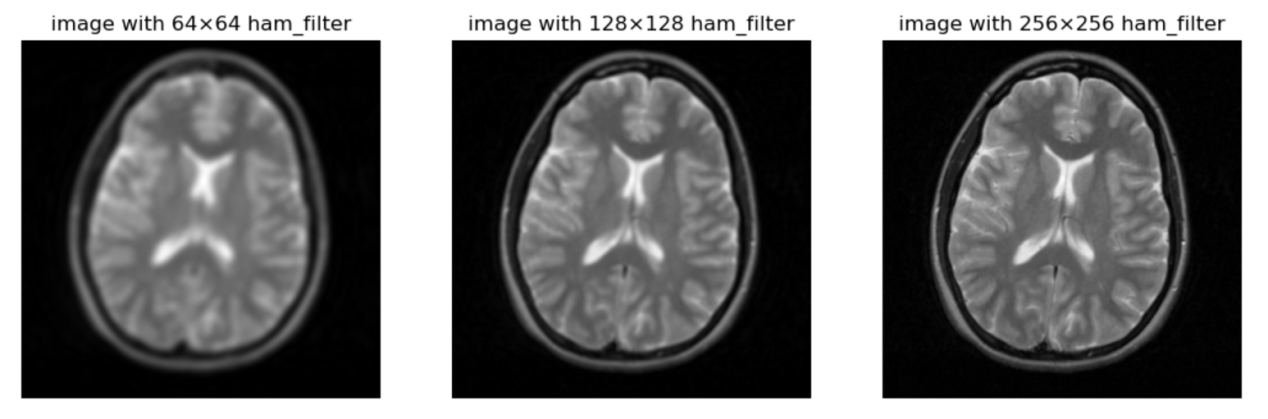 image with 64×64 ham_filter
image with 128×128 ham_filter
image with 256×256 ham_filter